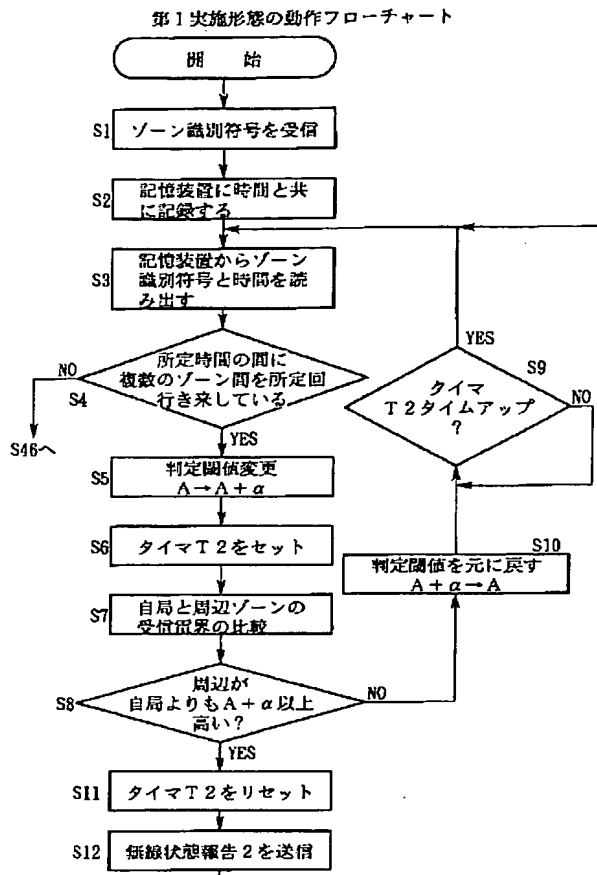 第1実施形態の動作フローチャート
開　始
S1
ゾーン識別符号を受信
S2
記憶装置に時間と共
に記録する
S3
記憶装置からゾーン
識別符号と時間を読
み出す
所定時間の間に
複数のゾーン間を所定回
行き来している
NO
S4
S46へ
YES
S5
判定閾値変更
A→A+α
S6
タイマT2をセット
S7
自局と周辺ゾーンの
受信電界の比較
S8
周辺が
自局よりもA+α以上
高い?
NO
YES
S11
タイマT2をリセット
S12
無線状態報告2を送信
YES
S9
タイマ
T2タイムアップ
?
NO
S10
判定閾値を元に戻す
A+α→A